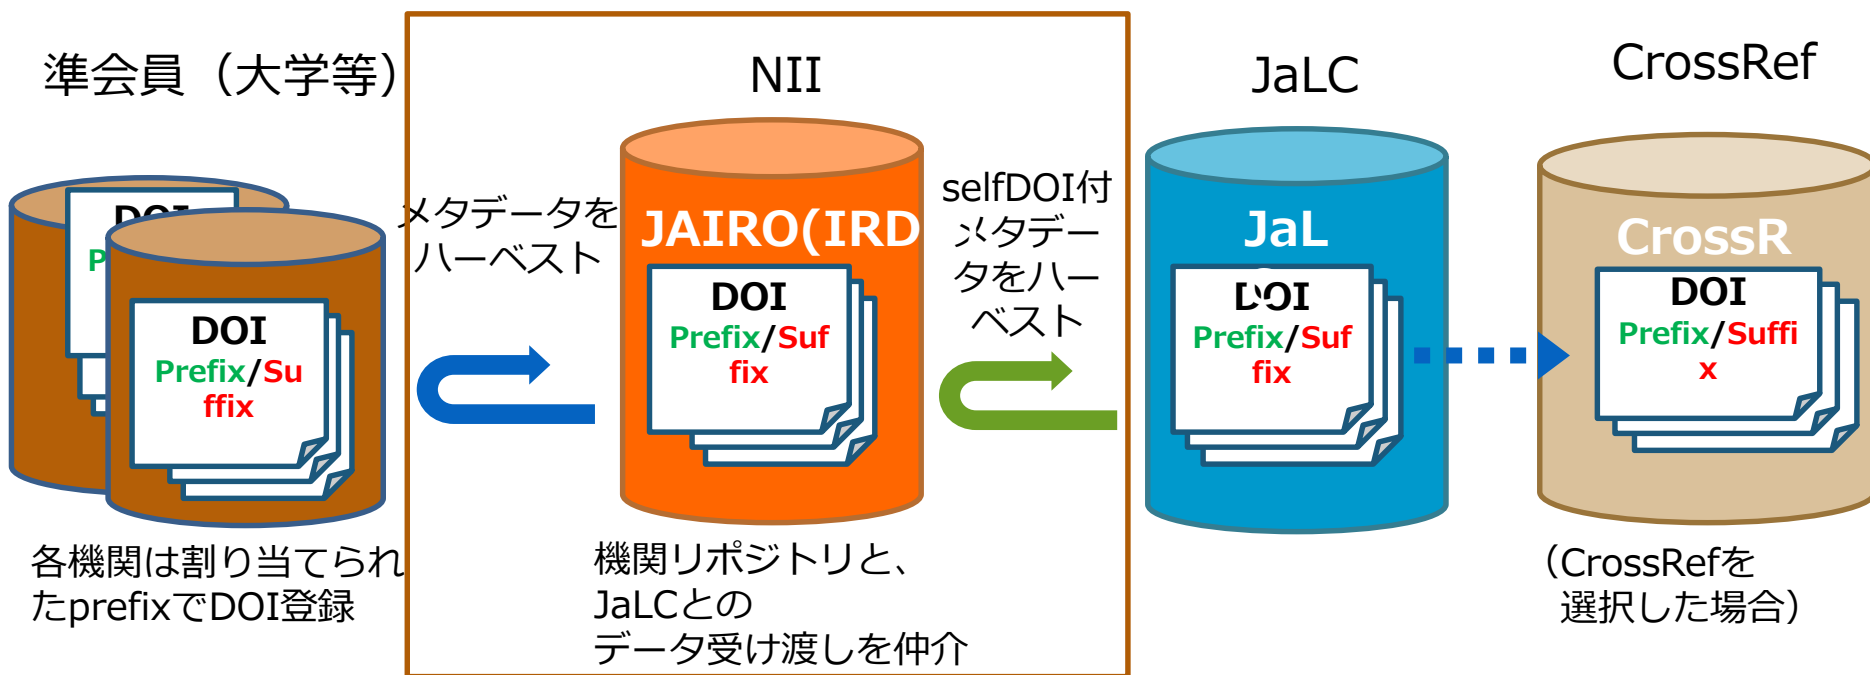 準会員（大学等）
NII
JaLC
CrossRef
メタデータを
ハーベスト
selfDOI付
メタデー
タをハー
ベスト
DOI
P
DOI
Prefix/Su
ffix
JAIRO(IRD
DOI
Prefix/Suf
fix
JaL
DOI
Prefix/Suf
fix
CrossR
DOI
Prefix/Suffi
x
各機関は割り当てられ
たprefixでDOI登録
機関リポジトリと、
JaLCとの
データ受け渡しを仲介
（CrossRefを
選択した場合）